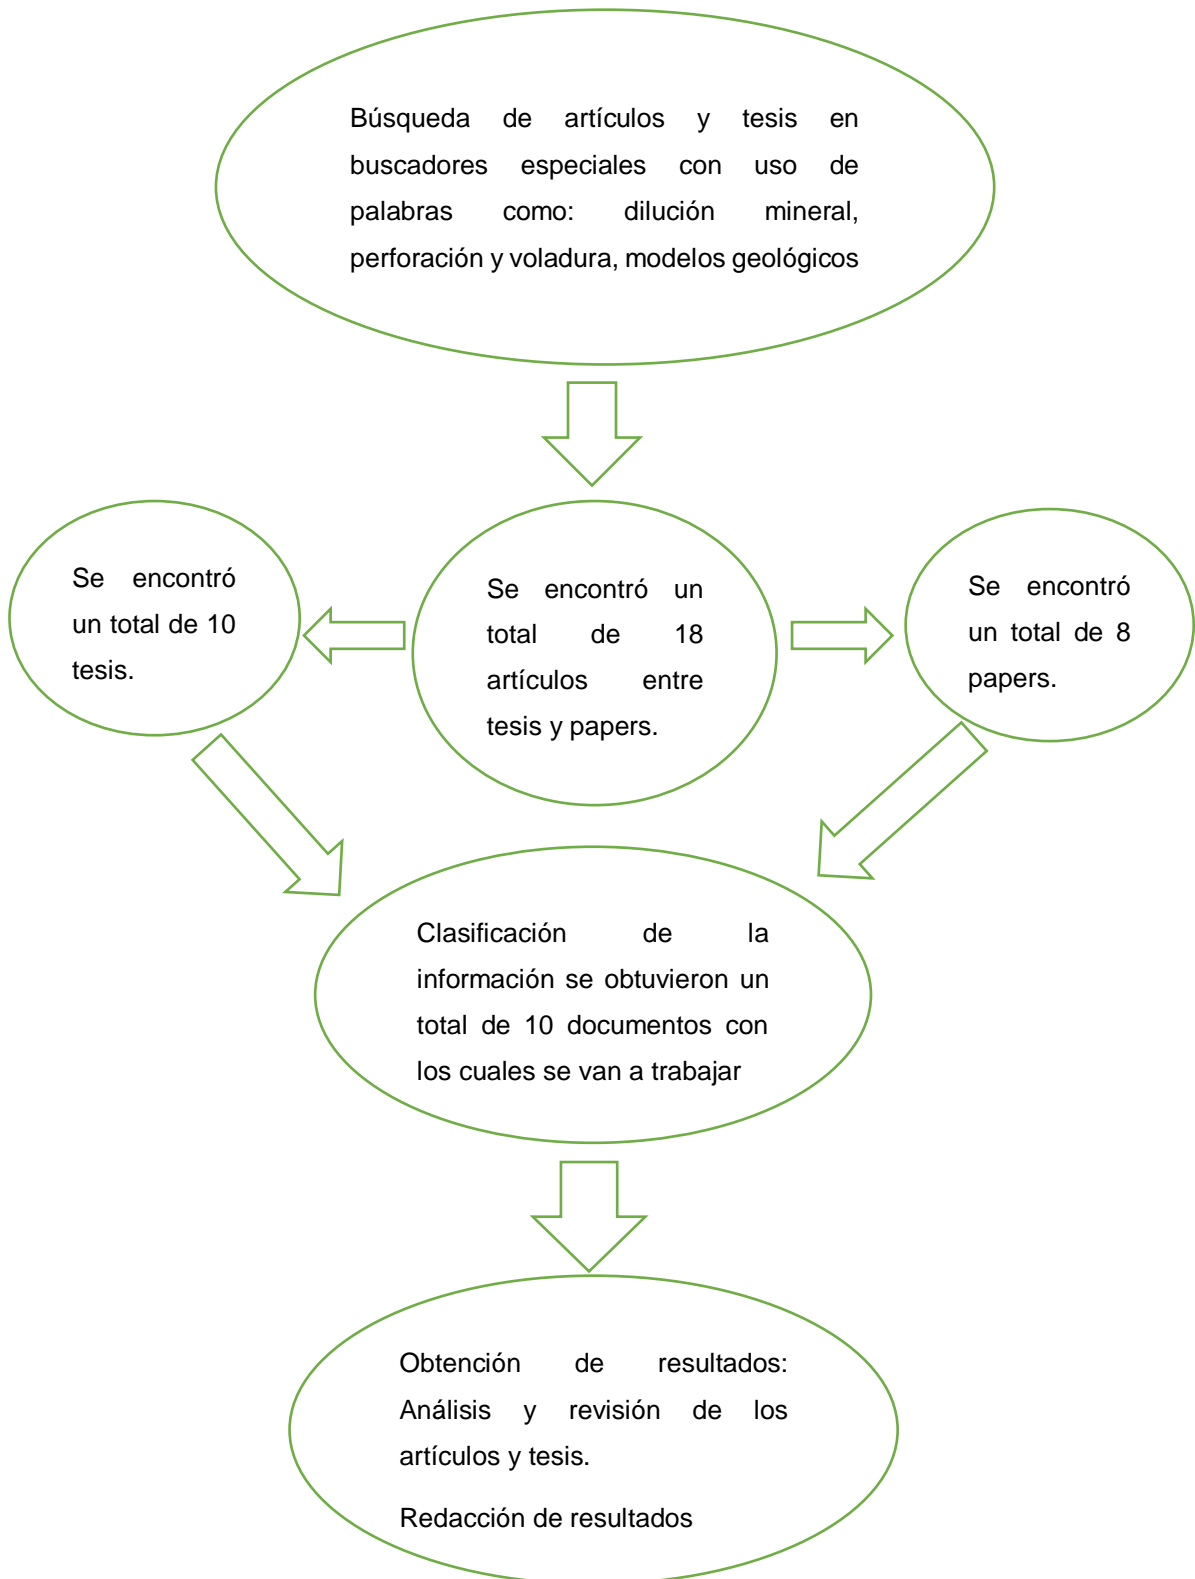 Búsqueda de artículos y tesis en
buscadores especiales con uso de
palabras como: dilución mineral,
perforación y voladura, modelos geológicos
Se encontró
un total de 10
tesis.
Se encontró un
total de 18
artículos entre
tesis y papers.
Se encontró
un total de 8
papers.
Clasificación de la
información se obtuvieron un
total de 10 documentos con
los cuales se van a trabajar
Obtención de resultados:
Análisis y revisión de los
artículos y tesis.
Redacción de resultados